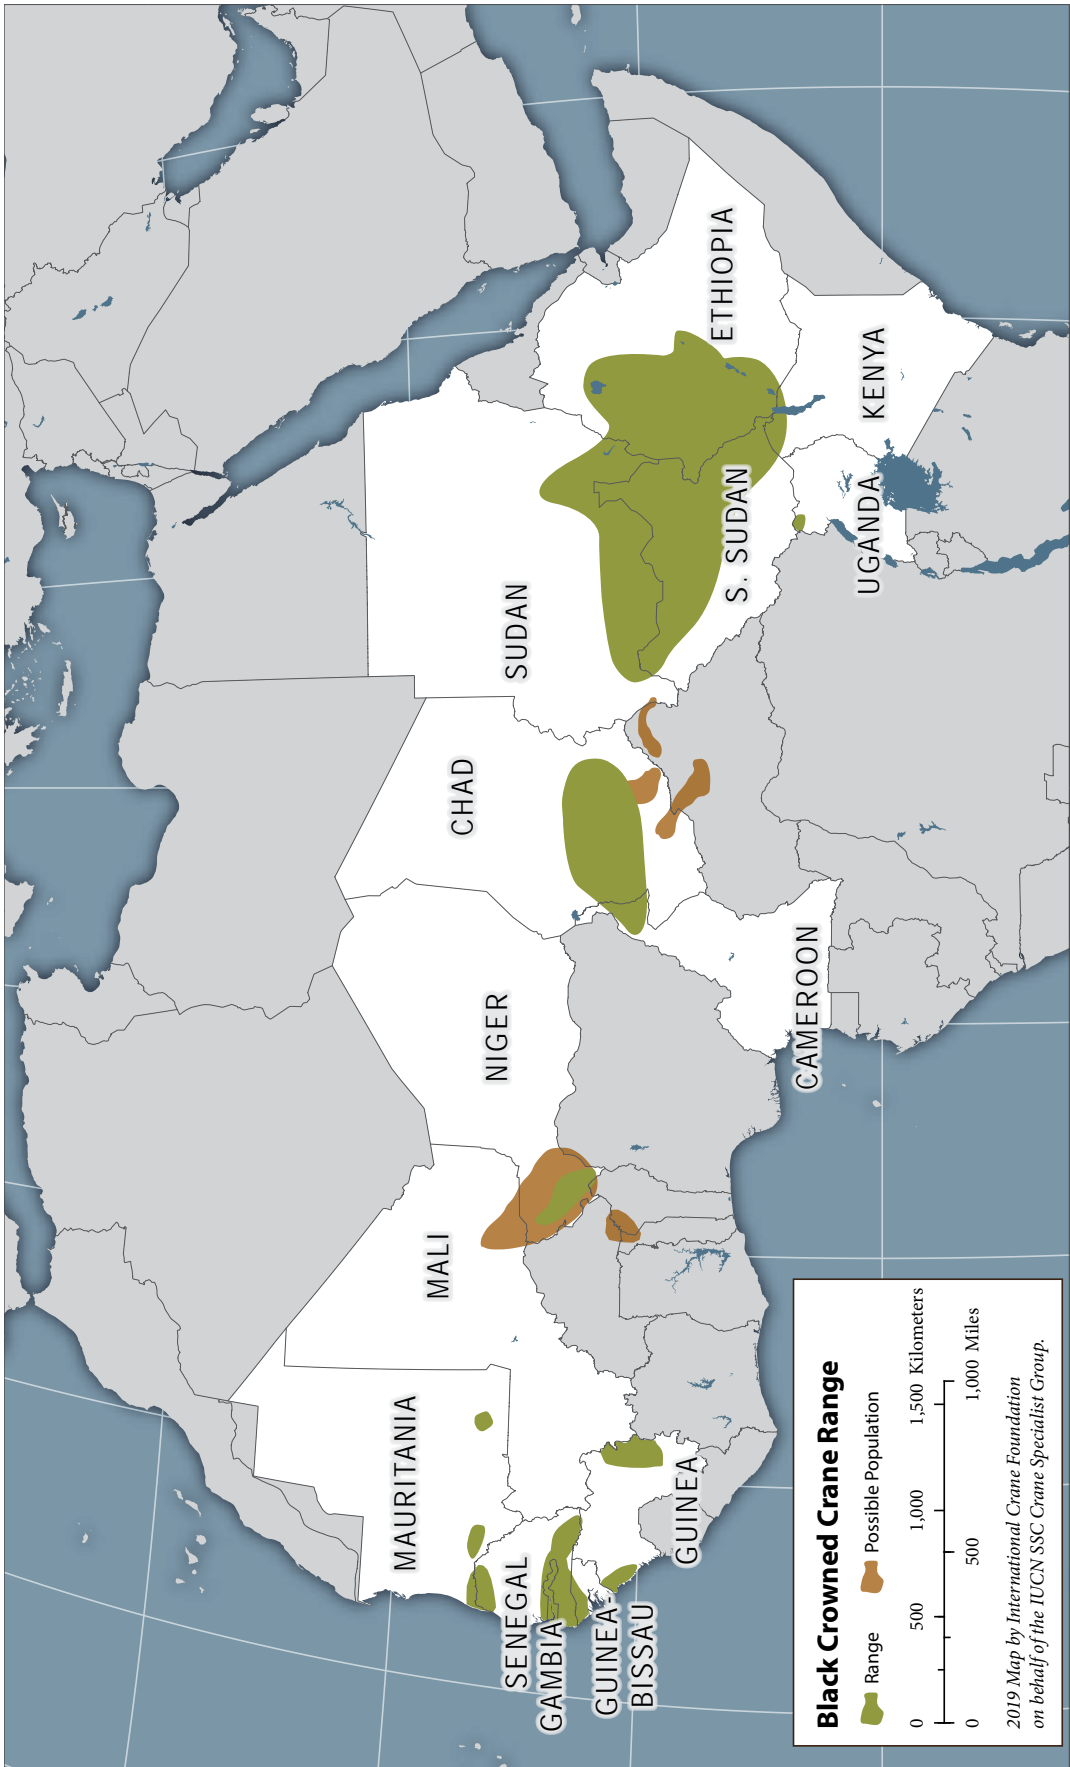 MAURITANIA
MALI
NIGER
CHAD
SUDAN
ETHIOPIA
SENEGAL
GAMBIA
GUINEA-
BISSAU
GUINEA
CAMEROON
S. SUDAN
UGANDA
KENYA
Black Crowned Crane Range
Range Possible Population
0 500 1,000 1,500 Kilometers
0 500 1,000 Miles
2019 Map by International Crane Foundation
on behalf of the IUCN SSC Crane Specialist Group.